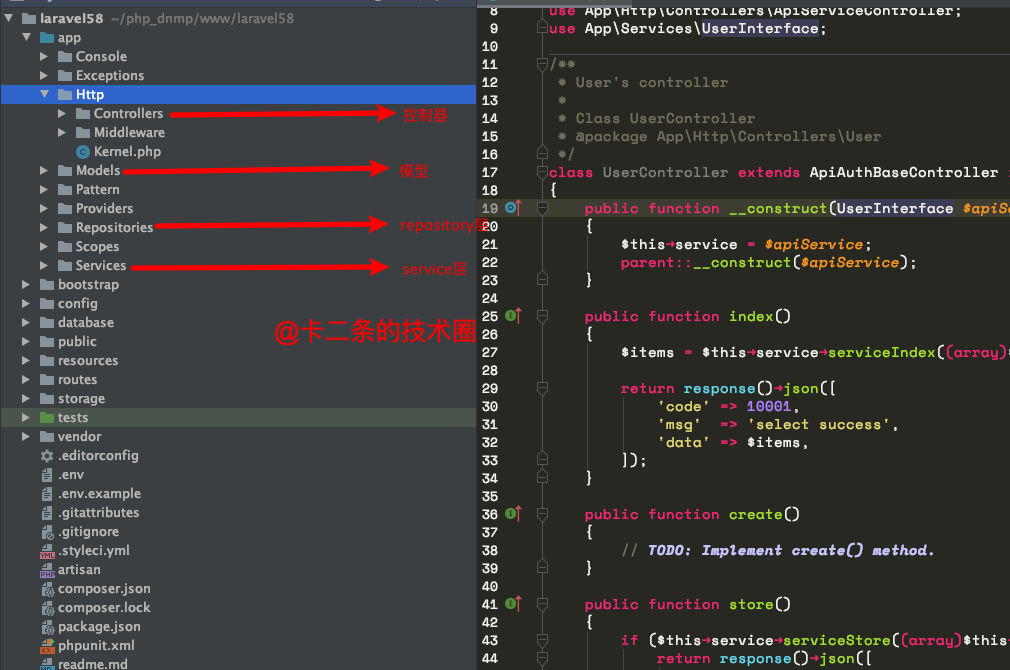 laravel58 ~/php_dnmp/www/laravel58
app
Console
Exceptions
Http
Controllers
控制器
Middleware
Kernel.php
Models
模型
Pattern
Providers
Repositories
repository层
Scopes
Services
service层
bootstrap
config
database
@卡二条的技术圈
public
resources
routes
storage
tests
vendor
.editorconfig
.env
.env.example
.gitattributes
.gitignore
.styleci.yml
artisan
composer.json
composer.lock
package.json
phpunit.xml
readme.md
8 use App\Http\Controllers\ApiServiceController;
9 use App\Services\UserInterface;
10
11 /**
12 * User's controller
13 *
14 * Class UserController
15 * @package App\Http\Controllers\User
16 */
17 class UserController extends ApiAuthBaseController
18 {
19 public function __construct(UserInterface $apiS
20 {
21 $this→service = $apiService;
22 parent::__construct($apiService);
23 }
24
25 public function index()
26 {
27 $items = $this→service→serviceIndex((array)$
28
29 return response()→json([
30 'code' => 10001,
31 'msg' => 'select success',
32 'data' => $items,
33 ]);
34 }
35
36 public function create()
37 {
38 // TODO: Implement create() method.
39 }
40
41 public function store()
42 {
43 if ($this→service→serviceStore((array)$this
44 return response()→json([